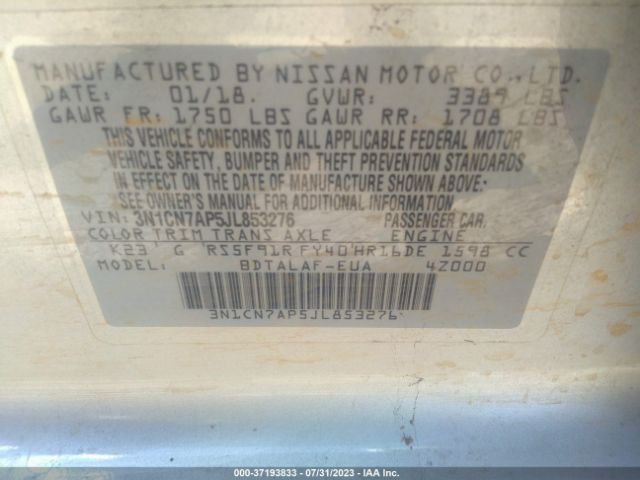 MANUFACTURED BY NISSAN MOTOR CO., LTD.
DATE: 01/18. GVWR: 3389 LBS
GAWR FR: 1750 LBS GAWR RR: 1708 LBS
THIS VEHICLE CONFORMS TO ALL APPLICABLE FEDERAL MOTOR
VEHICLE SAFETY, BUMPER AND THEFT PREVENTION STANDARDS
IN EFFECT ON THE DATE OF MANUFACTURE SHOWN ABOVE.
SEE OWNER'S MANUAL FOR ADDITIONAL INFORMATION
VIN: 3N1CN7AP5JL853276 PASSENGER CAR.
COLOR TRIM TRANS AXLE ENGINE
K23 G RS5F91R FY40 HR16DE 1598 CC
MODEL: BDTALAF-EUA 4Z000
3N1CN7AP5JL853276
000-37193833 / 07/31/2023 - IAA Inc.